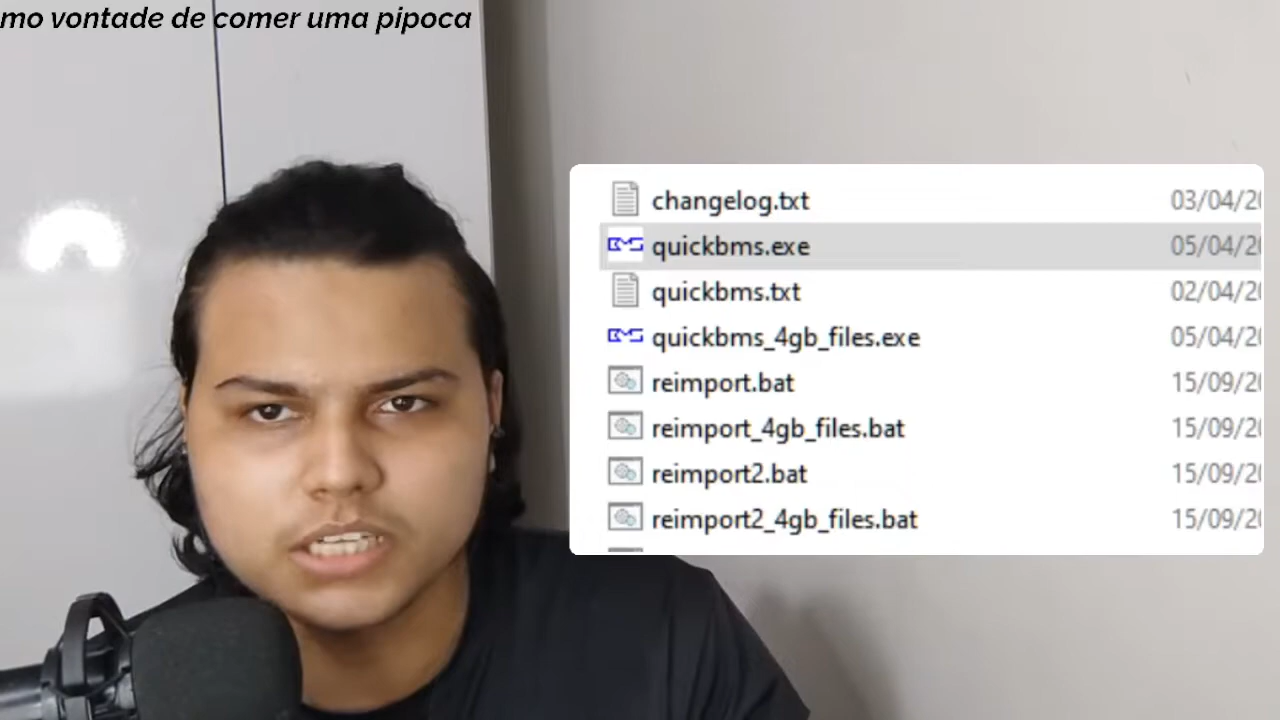 mo vontade de comer uma pipoca
changelog.txt 03/04/20
quickbms.exe 05/04/20
quickbms.txt 02/04/20
quickbms_4gb_files.exe 05/04/20
reimport.bat 15/09/20
reimport_4gb_files.bat 15/09/20
reimport2.bat 15/09/20
reimport2_4gb_files.bat 15/09/20